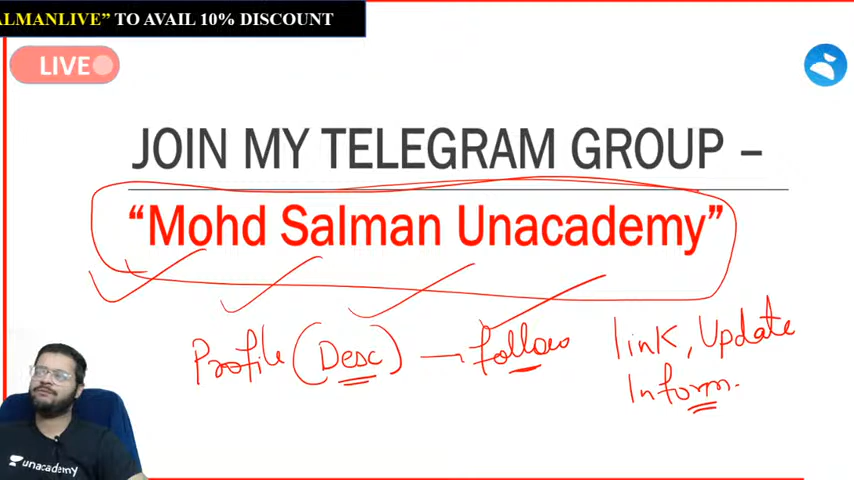 ALMANLIVE” TO AVAIL 10% DISCOUNT
LIVE
JOIN MY TELEGRAM GROUP –
“Mohd Salman Unacademy”
Profile (Desc) → follow link, Update
Inform.
unacademy